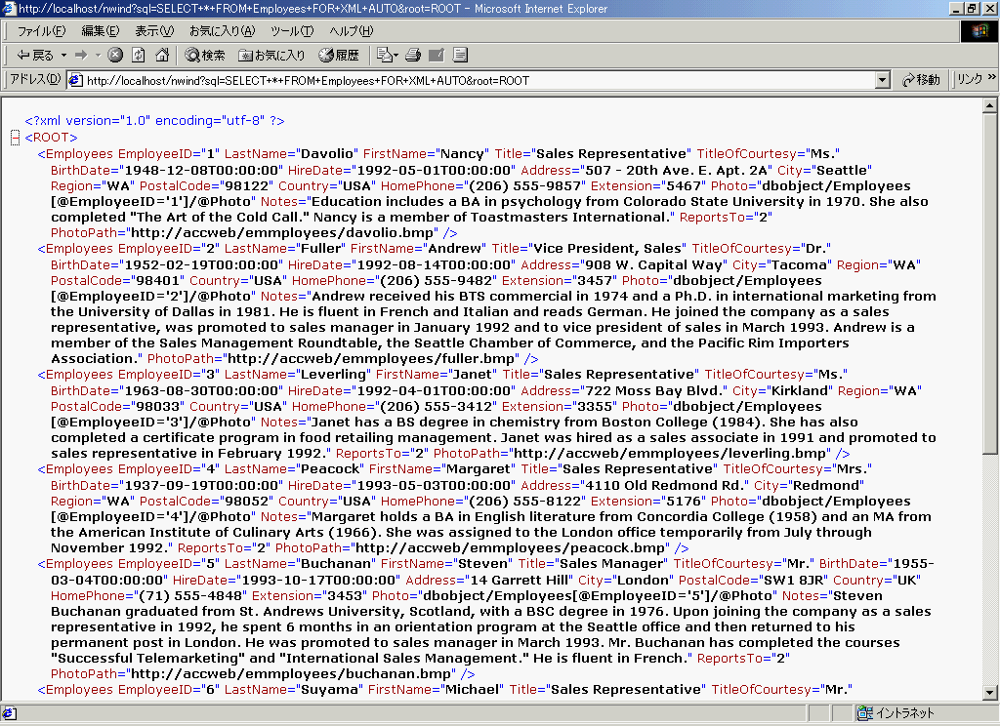 http://localhost/nwind?sql=SELECT+*+FROM+Employees+FOR+XML+AUTO&root=ROOT - Microsoft Internet Explorer
ファイル(F) 編集(E) 表示(V) お気に入り(A) ツール(T) ヘルプ(H)
戻る 検索 お気に入り 履歴
アドレス(D) http://localhost/nwind?sql=SELECT+*+FROM+Employees+FOR+XML+AUTO&root=ROOT 移動 リンク »
<?xml version="1.0" encoding="utf-8" ?>
- <ROOT>
<Employees EmployeeID="1" LastName="Davolio" FirstName="Nancy" Title="Sales Representative" TitleOfCourtesy="Ms."
BirthDate="1948-12-08T00:00:00" HireDate="1992-05-01T00:00:00" Address="507 - 20th Ave. E. Apt. 2A" City="Seattle"
Region="WA" PostalCode="98122" Country="USA" HomePhone="(206) 555-9857" Extension="5467" Photo="dbobject/Employees
[@EmployeeID='1']/@Photo" Notes="Education includes a BA in psychology from Colorado State University in 1970. She also
completed "The Art of the Cold Call." Nancy is a member of Toastmasters International." ReportsTo="2"
PhotoPath="http://accweb/emmployees/davolio.bmp" />
<Employees EmployeeID="2" LastName="Fuller" FirstName="Andrew" Title="Vice President, Sales" TitleOfCourtesy="Dr."
BirthDate="1952-02-19T00:00:00" HireDate="1992-08-14T00:00:00" Address="908 W. Capital Way" City="Tacoma" Region="WA"
PostalCode="98401" Country="USA" HomePhone="(206) 555-9482" Extension="3457" Photo="dbobject/Employees
[@EmployeeID='2']/@Photo" Notes="Andrew received his BTS commercial in 1974 and a Ph.D. in international marketing from
the University of Dallas in 1981. He is fluent in French and Italian and reads German. He joined the company as a sales
representative, was promoted to sales manager in January 1992 and to vice president of sales in March 1993. Andrew is a
member of the Sales Management Roundtable, the Seattle Chamber of Commerce, and the Pacific Rim Importers
Association." PhotoPath="http://accweb/emmployees/fuller.bmp" />
<Employees EmployeeID="3" LastName="Leverling" FirstName="Janet" Title="Sales Representative" TitleOfCourtesy="Ms."
BirthDate="1963-08-30T00:00:00" HireDate="1992-04-01T00:00:00" Address="722 Moss Bay Blvd." City="Kirkland" Region="WA"
PostalCode="98033" Country="USA" HomePhone="(206) 555-3412" Extension="3355" Photo="dbobject/Employees
[@EmployeeID='3']/@Photo" Notes="Janet has a BS degree in chemistry from Boston College (1984). She has also
completed a certificate program in food retailing management. Janet was hired as a sales associate in 1991 and promoted to
sales representative in February 1992." ReportsTo="2" PhotoPath="http://accweb/emmployees/leverling.bmp" />
<Employees EmployeeID="4" LastName="Peacock" FirstName="Margaret" Title="Sales Representative" TitleOfCourtesy="Mrs."
BirthDate="1937-09-19T00:00:00" HireDate="1993-05-03T00:00:00" Address="4110 Old Redmond Rd." City="Redmond"
Region="WA" PostalCode="98052" Country="USA" HomePhone="(206) 555-8122" Extension="5176" Photo="dbobject/Employees
[@EmployeeID='4']/@Photo" Notes="Margaret holds a BA in English literature from Concordia College (1958) and an MA from
the American Institute of Culinary Arts (1966). She was assigned to the London office temporarily from July through
November 1992." ReportsTo="2" PhotoPath="http://accweb/emmployees/peacock.bmp" />
<Employees EmployeeID="5" LastName="Buchanan" FirstName="Steven" Title="Sales Manager" TitleOfCourtesy="Mr." BirthDate="1955-
03-04T00:00:00" HireDate="1993-10-17T00:00:00" Address="14 Garrett Hill" City="London" PostalCode="SW1 8JR" Country="UK"
HomePhone="(71) 555-4848" Extension="3453" Photo="dbobject/Employees[@EmployeeID='5']/@Photo" Notes="Steven
Buchanan graduated from St. Andrews University, Scotland, with a BSC degree in 1976. Upon joining the company as a sales
representative in 1992, he spent 6 months in an orientation program at the Seattle office and then returned to his
permanent post in London. He was promoted to sales manager in March 1993. Mr. Buchanan has completed the courses
"Successful Telemarketing" and "International Sales Management." He is fluent in French." ReportsTo="2"
PhotoPath="http://accweb/emmployees/buchanan.bmp" />
<Employees EmployeeID="6" LastName="Suyama" FirstName="Michael" Title="Sales Representative" TitleOfCourtesy="Mr."
イントラネット